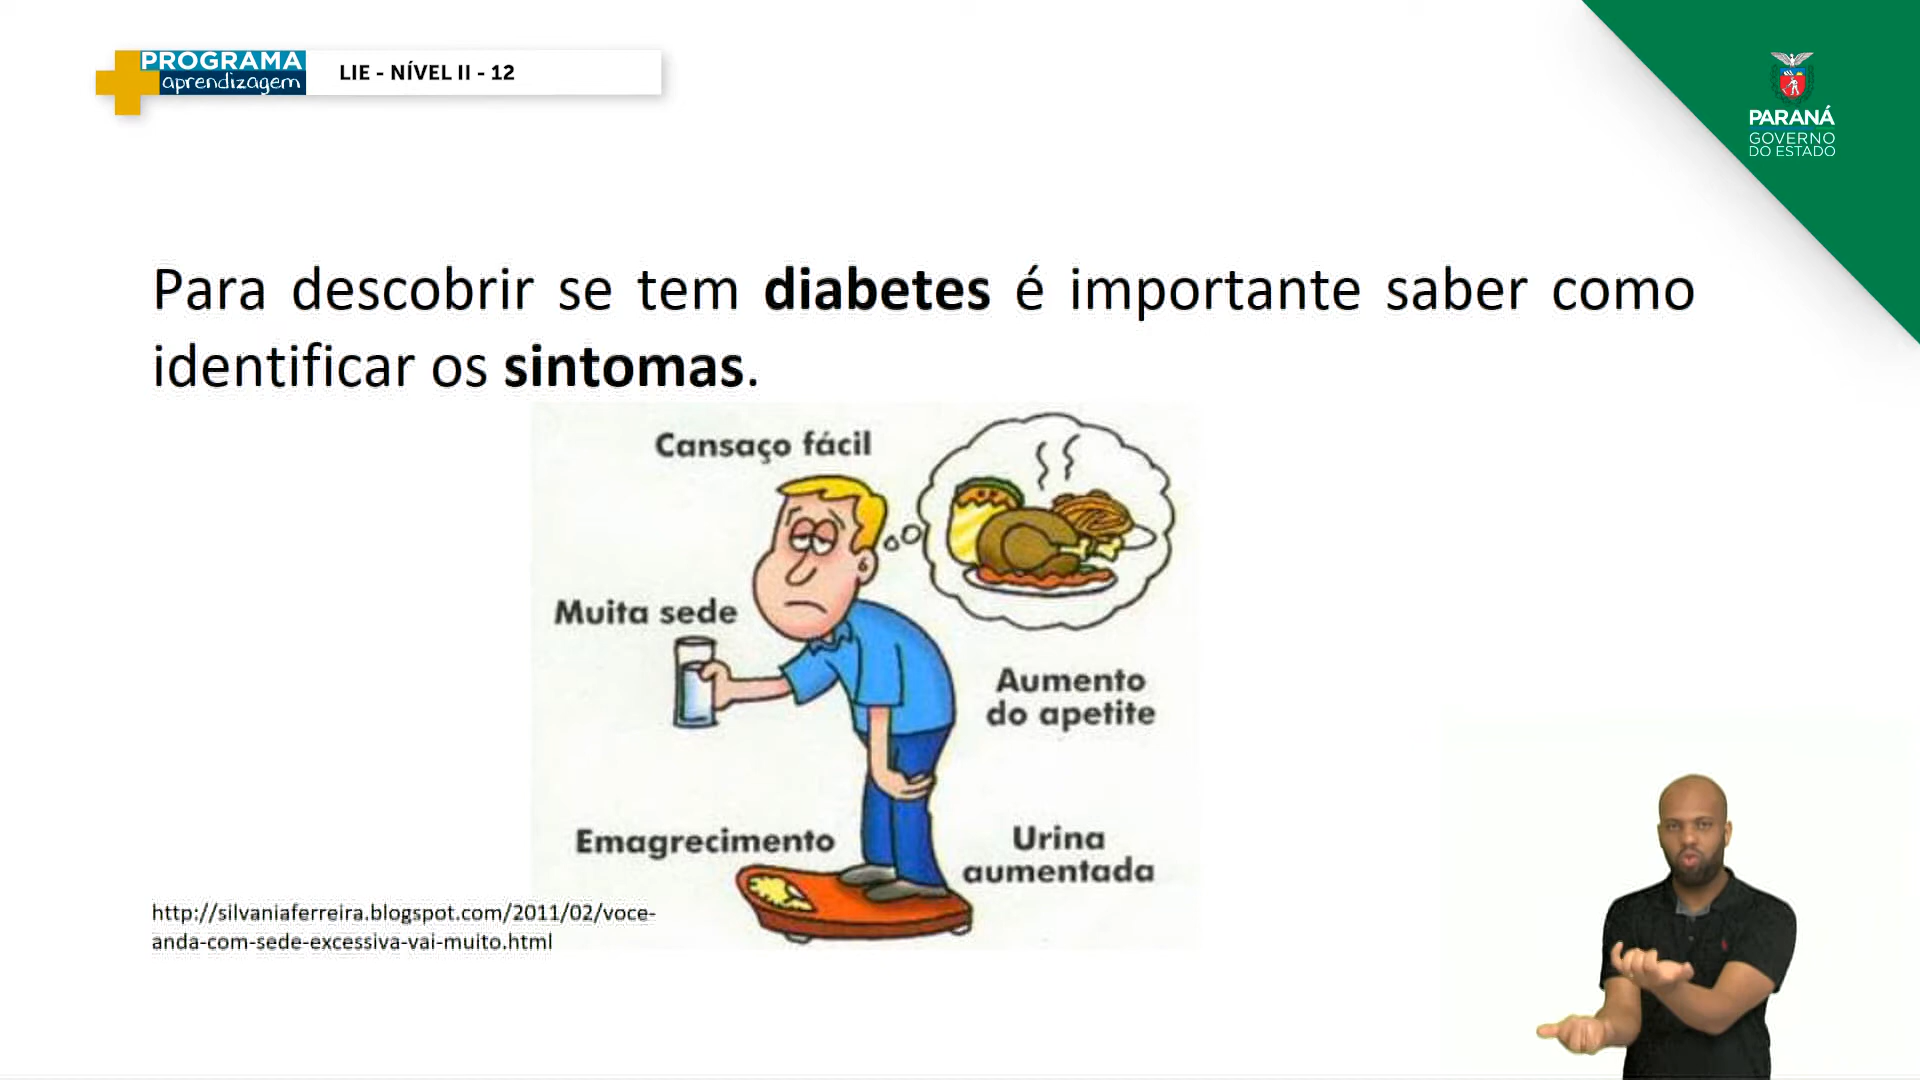 PROGRAMA
aprendizagem
LIE - NÍVEL II - 12
PARANÁ
GOVERNO
DO ESTADO
Para descobrir se tem diabetes é importante saber como
identificar os sintomas.
Cansaço fácil
Muita sede
Aumento
do apetite
Emagrecimento
Urina
aumentada
http://silvaniaferreira.blogspot.com/2011/02/voce-
anda-com-sede-excessiva-vai-muito.html